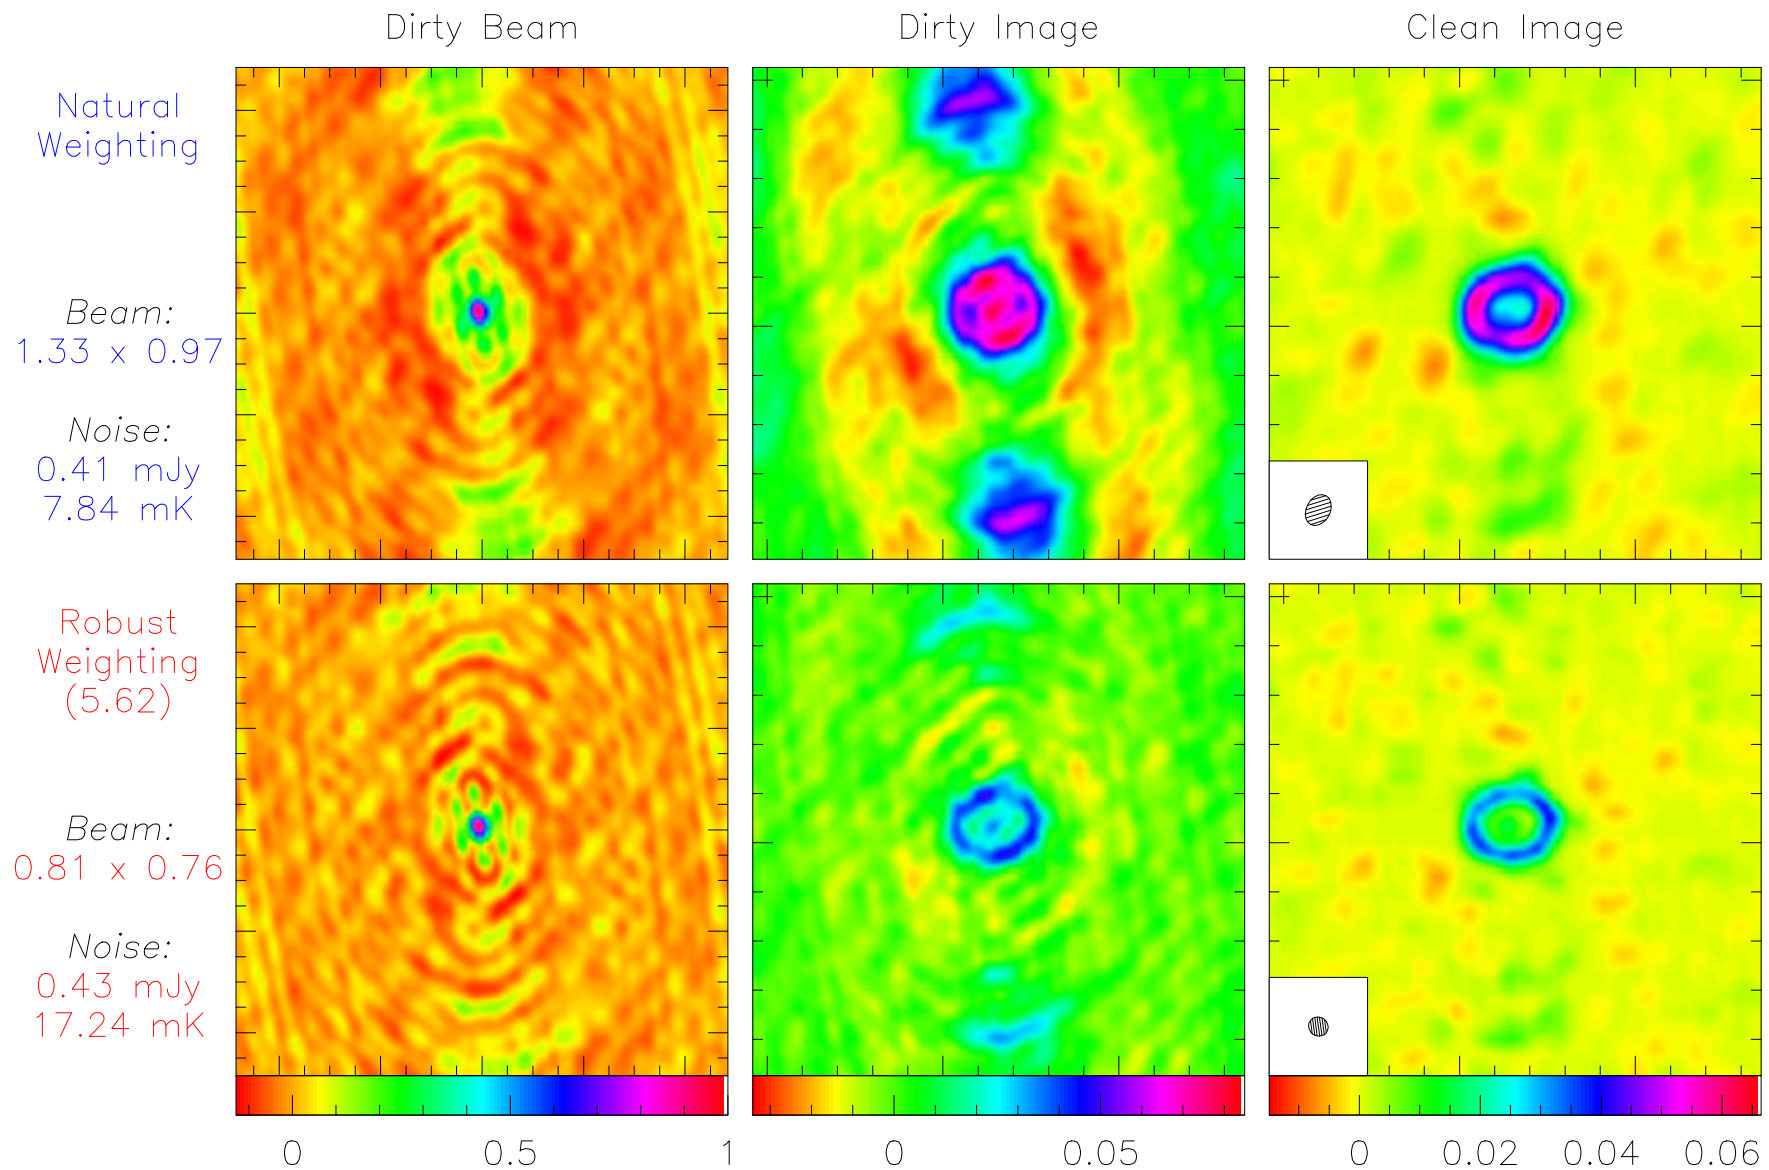 Dirty Beam
Dirty Image
Clean Image
Natural
Weighting
Beam:
1.33 x 0.97
Noise:
0.41 mJy
7.84 mK
Robust
Weighting
(5.62)
Beam:
0.81 x 0.76
Noise:
0.43 mJy
17.24 mK
0 0.5 1
0 0.05
0 0.02 0.04 0.06